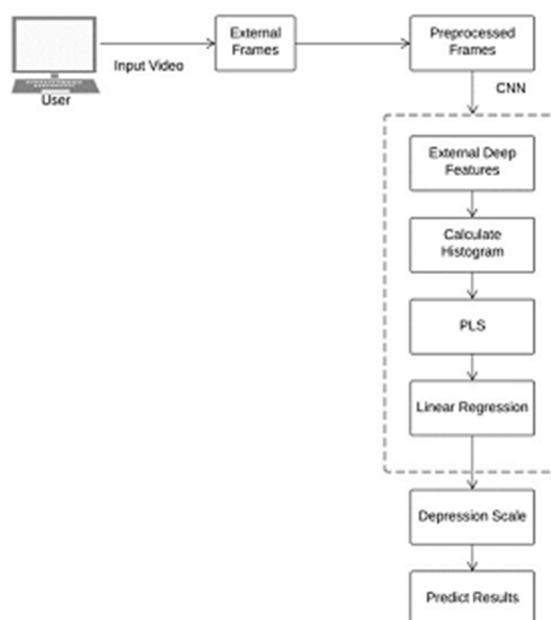 External
Frames
Preprocessed
Frames
Input Video
User
CNN
External Deep
Features
Calculate
Histogram
PLS
Linear Regression
Depression Scale
Predict Results